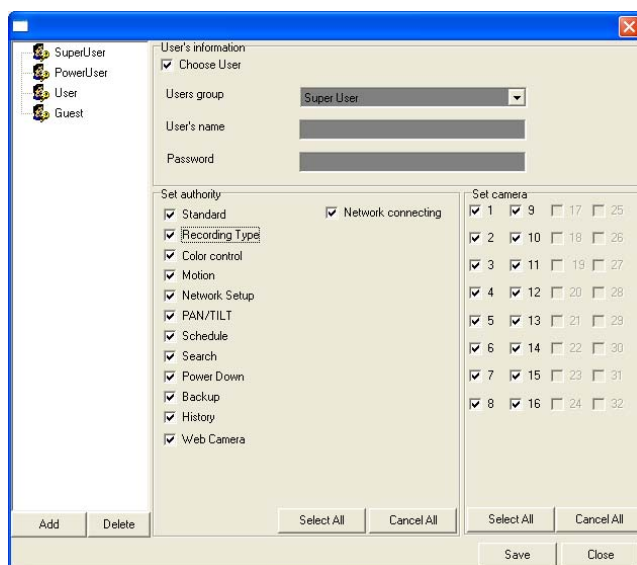 SuperUser
PowerUser
User
Guest
Add Delete
User's information
Choose User
Users group Super User
User's name
Password
Set authority
Standard Network connecting
Recording Type
Color control
Motion
Network Setup
PAN/TILT
Schedule
Search
Power Down
Backup
History
Web Camera
Select All Cancel All
Set camera
1 9 17 25
2 10 18 26
3 11 19 27
4 12 20 28
5 13 21 29
6 14 22 30
7 15 23 31
8 16 24 32
Select All Cancel All
Save Close